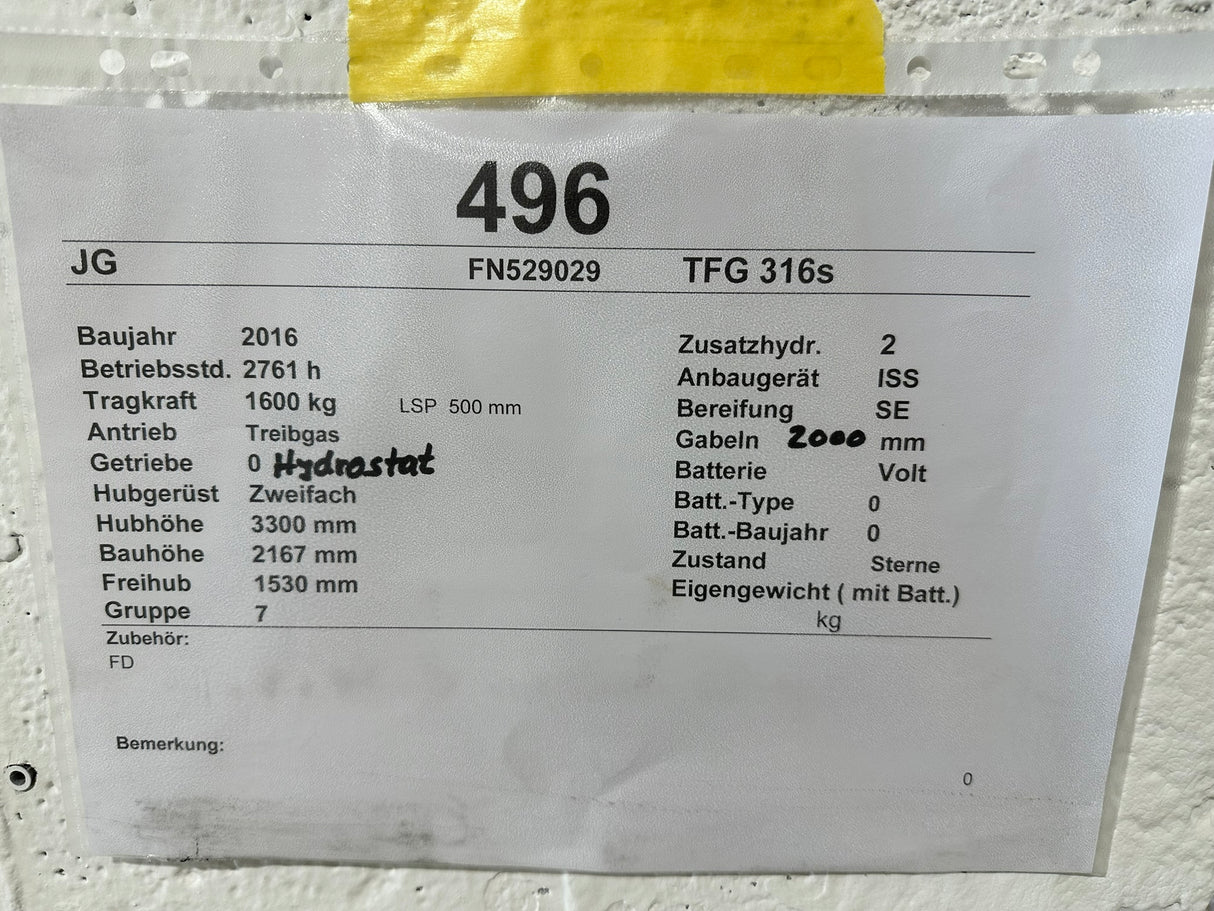 496
JG FN529029 TFG 316s
Baujahr 2016
Betriebsstd. 2761 h
Tragkraft 1600 kg LSP 500 mm
Antrieb Treibgas
Getriebe 0 Hydrostat
Hubgerüst Zweifach
Hubhöhe 3300 mm
Bauhöhe 2167 mm
Freihub 1530 mm
Gruppe 7
Zusatzhydr. 2
Anbaugerät ISS
Bereifung SE
Gabeln 2000 mm
Batterie Volt
Batt.-Type 0
Batt.-Baujahr 0
Zustand Sterne
Eigengewicht ( mit Batt.)
kg
Zubehör:
FD
Bemerkung:
0